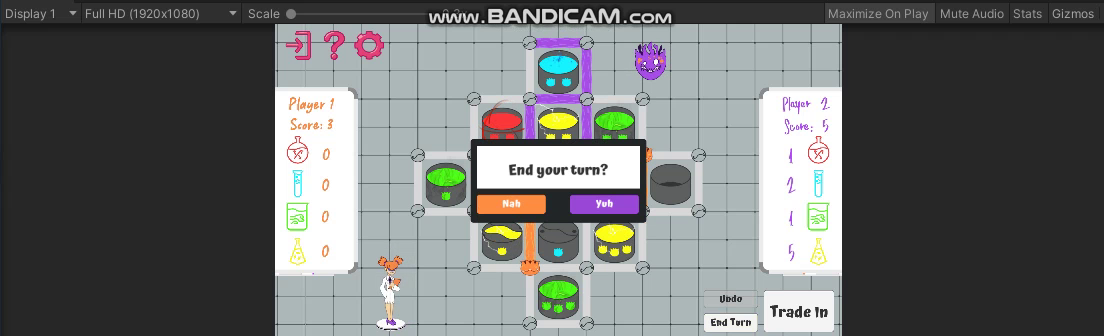 Display 1 Full HD (1920x1080) Scale www.BANDICAM.com Maximize On Play Mute Audio Stats Gizmos
?
Player 1
Score: 3
0
0
0
0
Player 2
Score: 5
1
2
1
5
End your turn?
Nah Yuh
Undo
End Turn
Trade In